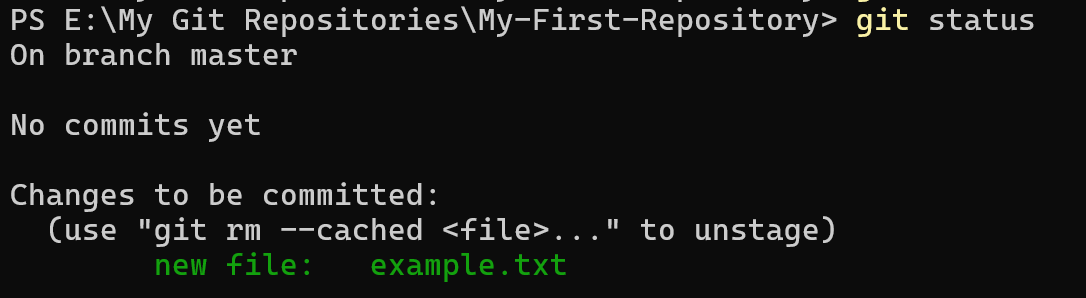 PS E:\My Git Repositories\My-First-Repository> git status
On branch master
No commits yet
Changes to be committed:
(use "git rm --cached <file>..." to unstage)
new file:   example.txt